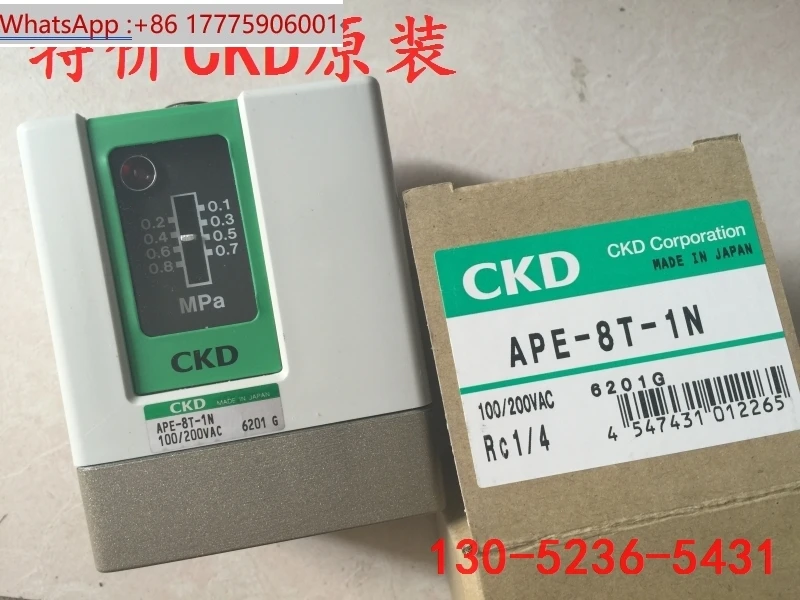 WhatsApp :+86 17775906001
特价CKD原装
0.1
0.2
0.3
0.4
0.5
0.6
0.7
0.8
MPa
CKD
CKD MADE IN JAPAN
APE-8T-1N
100/200VAC 6201 G
CKD CKD Corporation
MADE IN JAPAN
APE-8T-1N
100/200VAC 6201G
Rc1/4 4 547431 012265
130-5236-5431